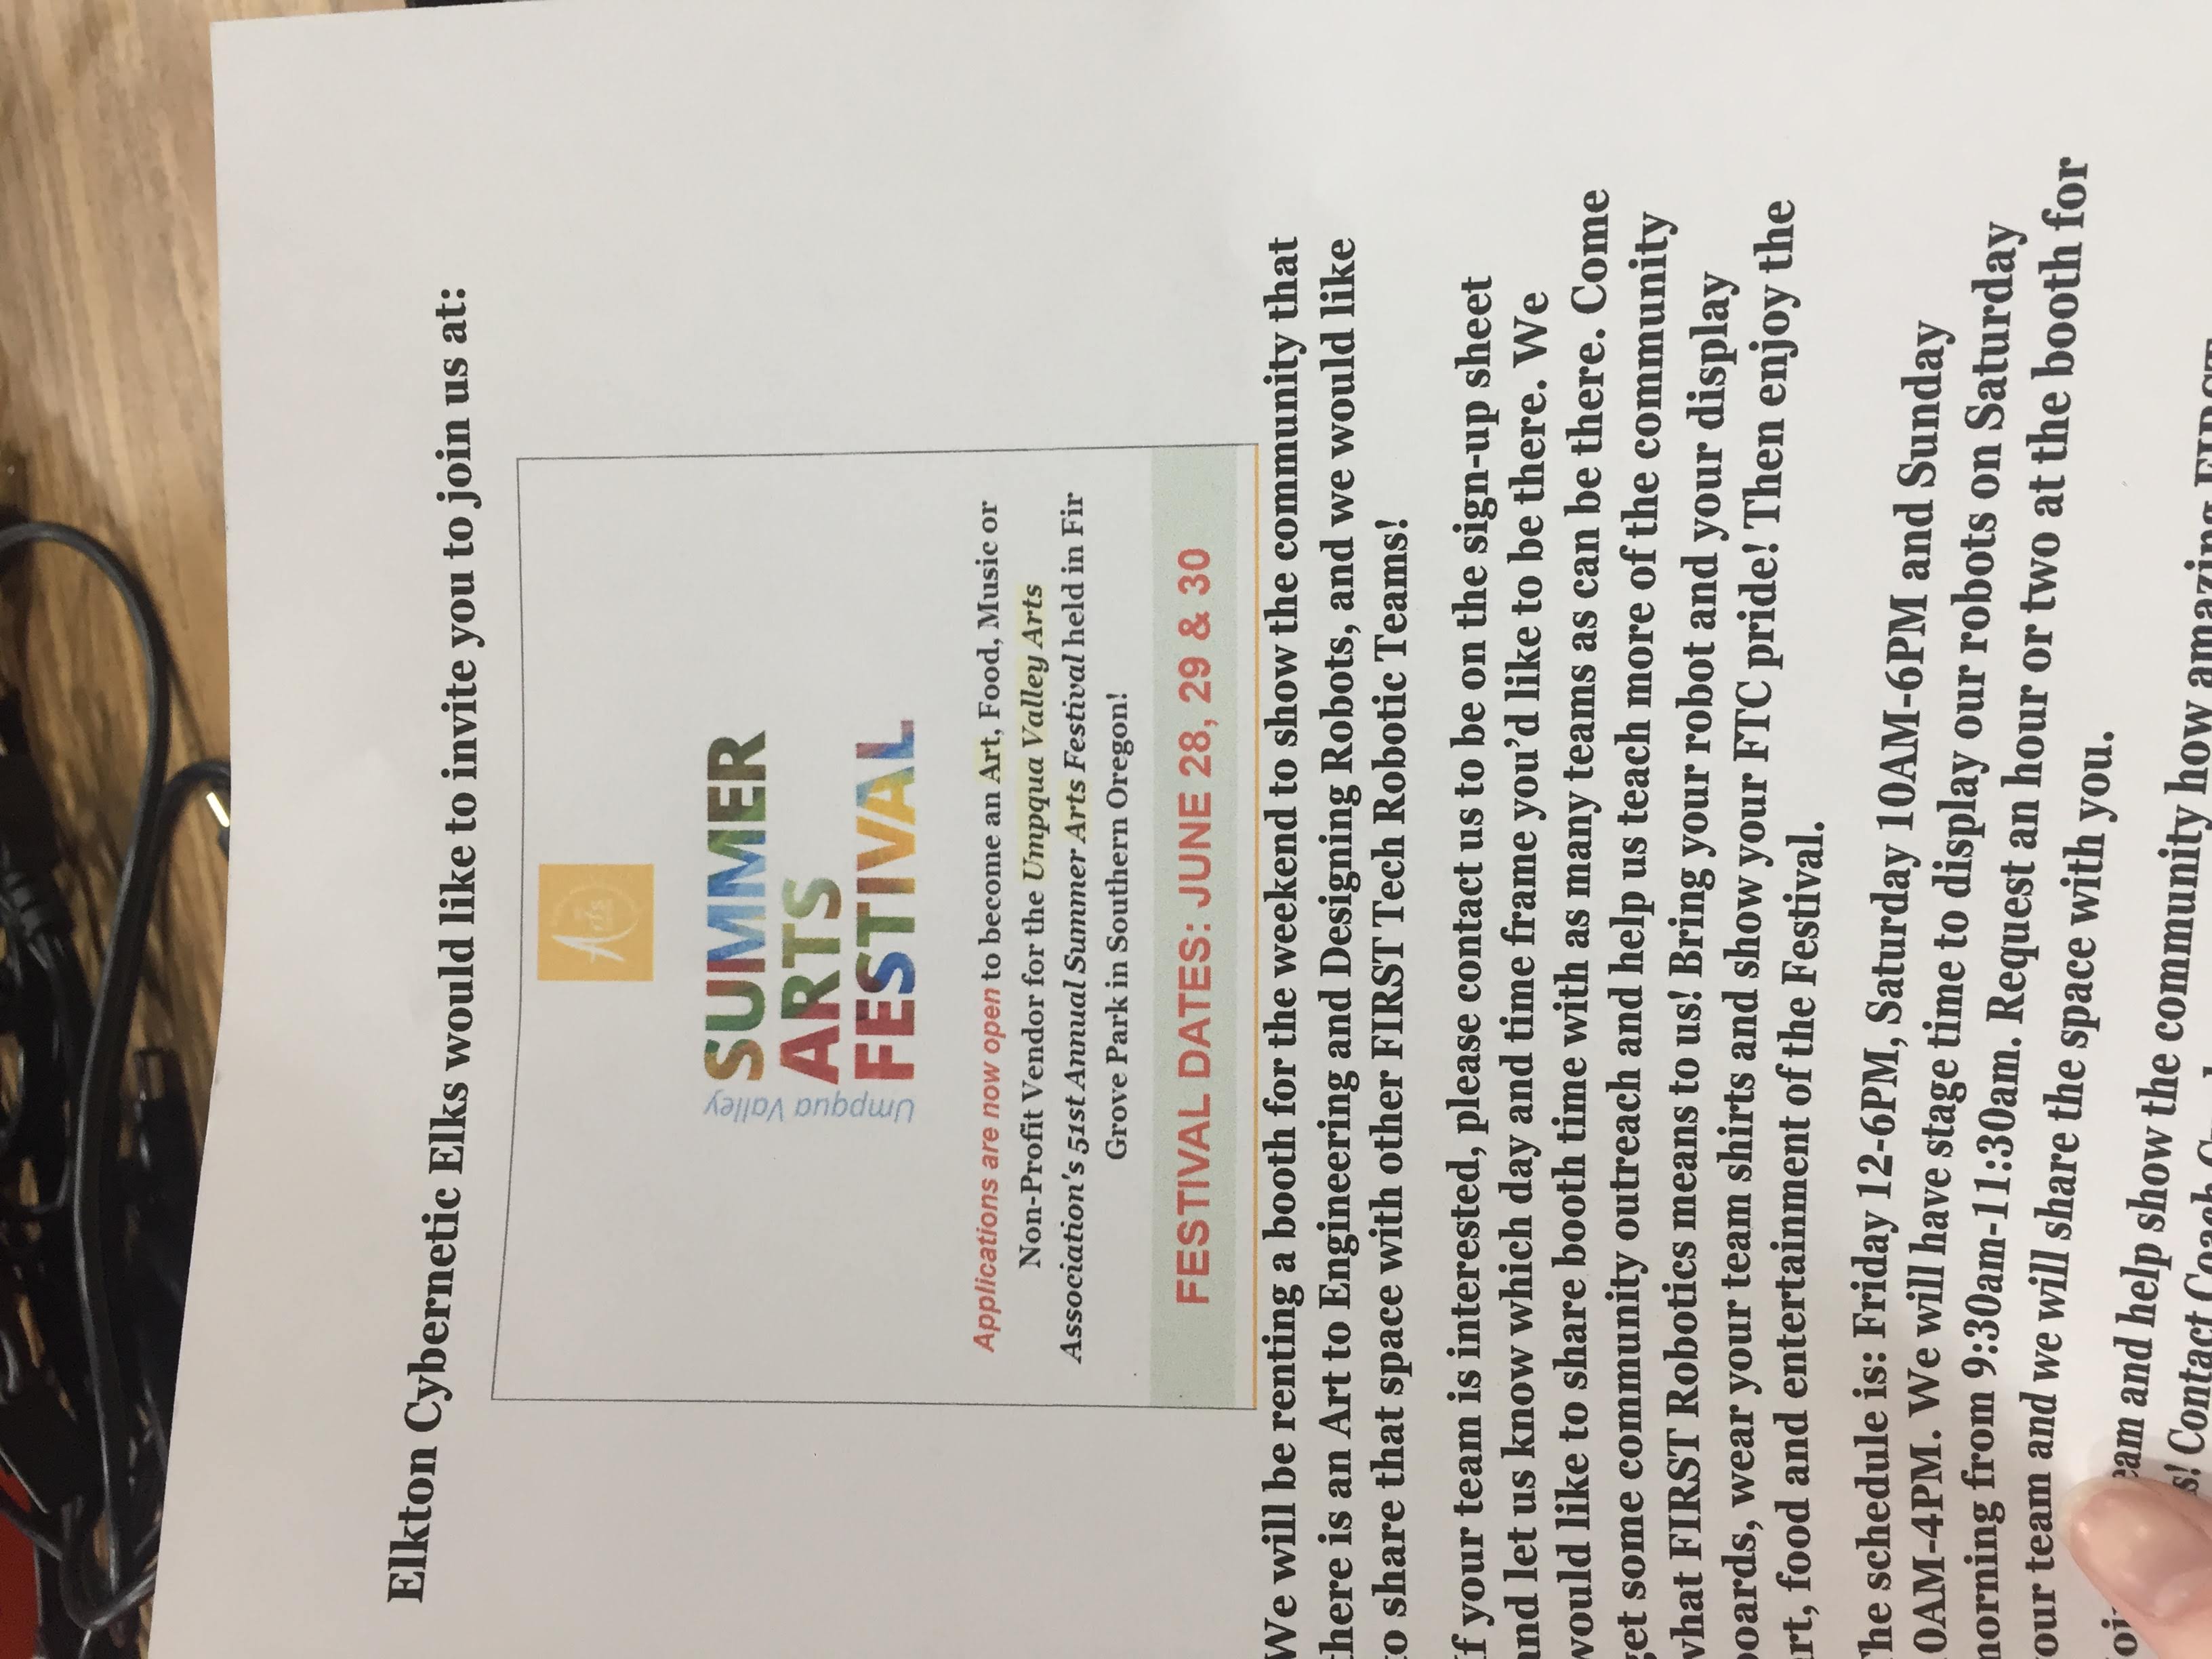 Elkton Cybernetic Elks would like to invite you to join us at:
Arts
Umpqua Valley
SUMMER
ARTS
FESTIVAL
Applications are now open to become an Art, Food, Music or
Non-Profit Vendor for the Umpqua Valley Arts
Association's 51st Annual Summer Arts Festival held in Fir
Grove Park in Southern Oregon!
FESTIVAL DATES: JUNE 28, 29 & 30
We will be renting a booth for the weekend to show the community that
there is an Art to Engineering and Designing Robots, and we would like
to share that space with other FIRST Tech Robotic Teams!
If your team is interested, please contact us to be on the sign-up sheet
and let us know which day and time frame you'd like to be there. We
would like to share booth time with as many teams as can be there. Come
get some community outreach and help us teach more of the community
what FIRST Robotics means to us! Bring your robot and your display
boards, wear your team shirts and show your FTC pride! Then enjoy the
art, food and entertainment of the Festival.
The schedule is: Friday 12-6PM, Saturday 10AM-6PM and Sunday
10AM-4PM. We will have stage time to display our robots on Saturday
morning from 9:30am-11:30am. Request an hour or two at the booth for
your team and we will share the space with you.
and help show the community how amazing FIRST
Contact Coach